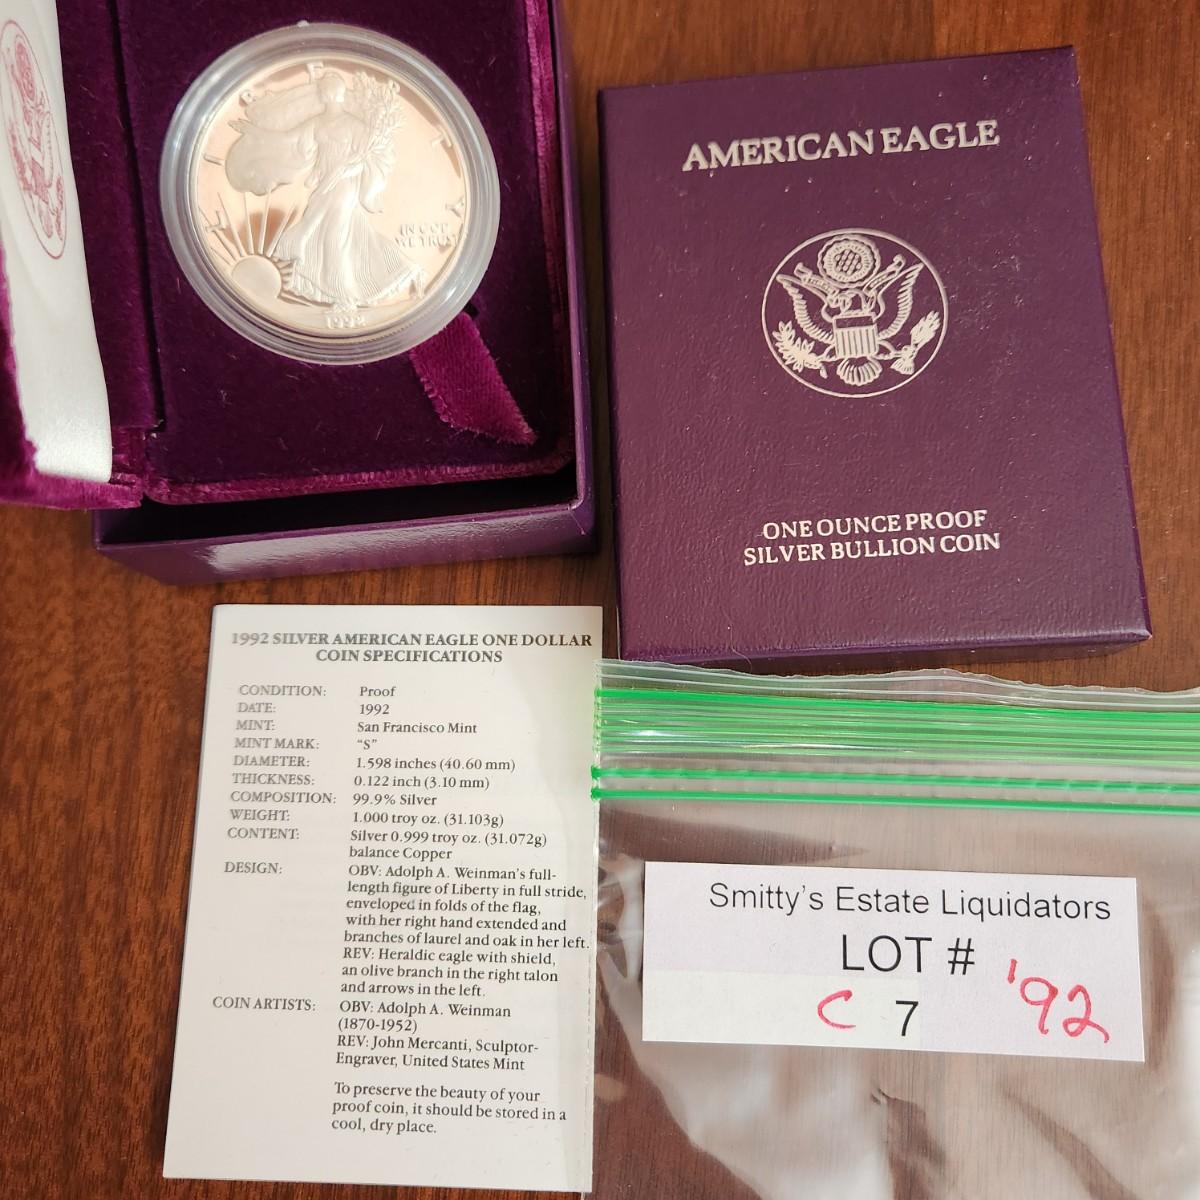 LIBERTY
IN GOD
WE TRUST
1992
AMERICAN EAGLE
ONE OUNCE PROOF
SILVER BULLION COIN
1992 SILVER AMERICAN EAGLE ONE DOLLAR
COIN SPECIFICATIONS
CONDITION: Proof
DATE: 1992
MINT: San Francisco Mint
MINT MARK: "S"
DIAMETER: 1.598 inches (40.60 mm)
THICKNESS: 0.122 inch (3.10 mm)
COMPOSITION: 99.9% Silver
WEIGHT: 1.000 troy oz. (31.103g)
CONTENT: Silver 0.999 troy oz. (31.072g)
balance Copper
DESIGN: OBV: Adolph A. Weinman's full-
length figure of Liberty in full stride,
enveloped in folds of the flag,
with her right hand extended and
branches of laurel and oak in her left.
REV: Heraldic eagle with shield,
an olive branch in the right talon
and arrows in the left.
COIN ARTISTS: OBV: Adolph A. Weinman
(1870-1952)
REV: John Mercanti, Sculptor-
Engraver, United States Mint
To preserve the beauty of your
proof coin, it should be stored in a
cool, dry place.
Smitty's Estate Liquidators
LOT #
C 7 '92